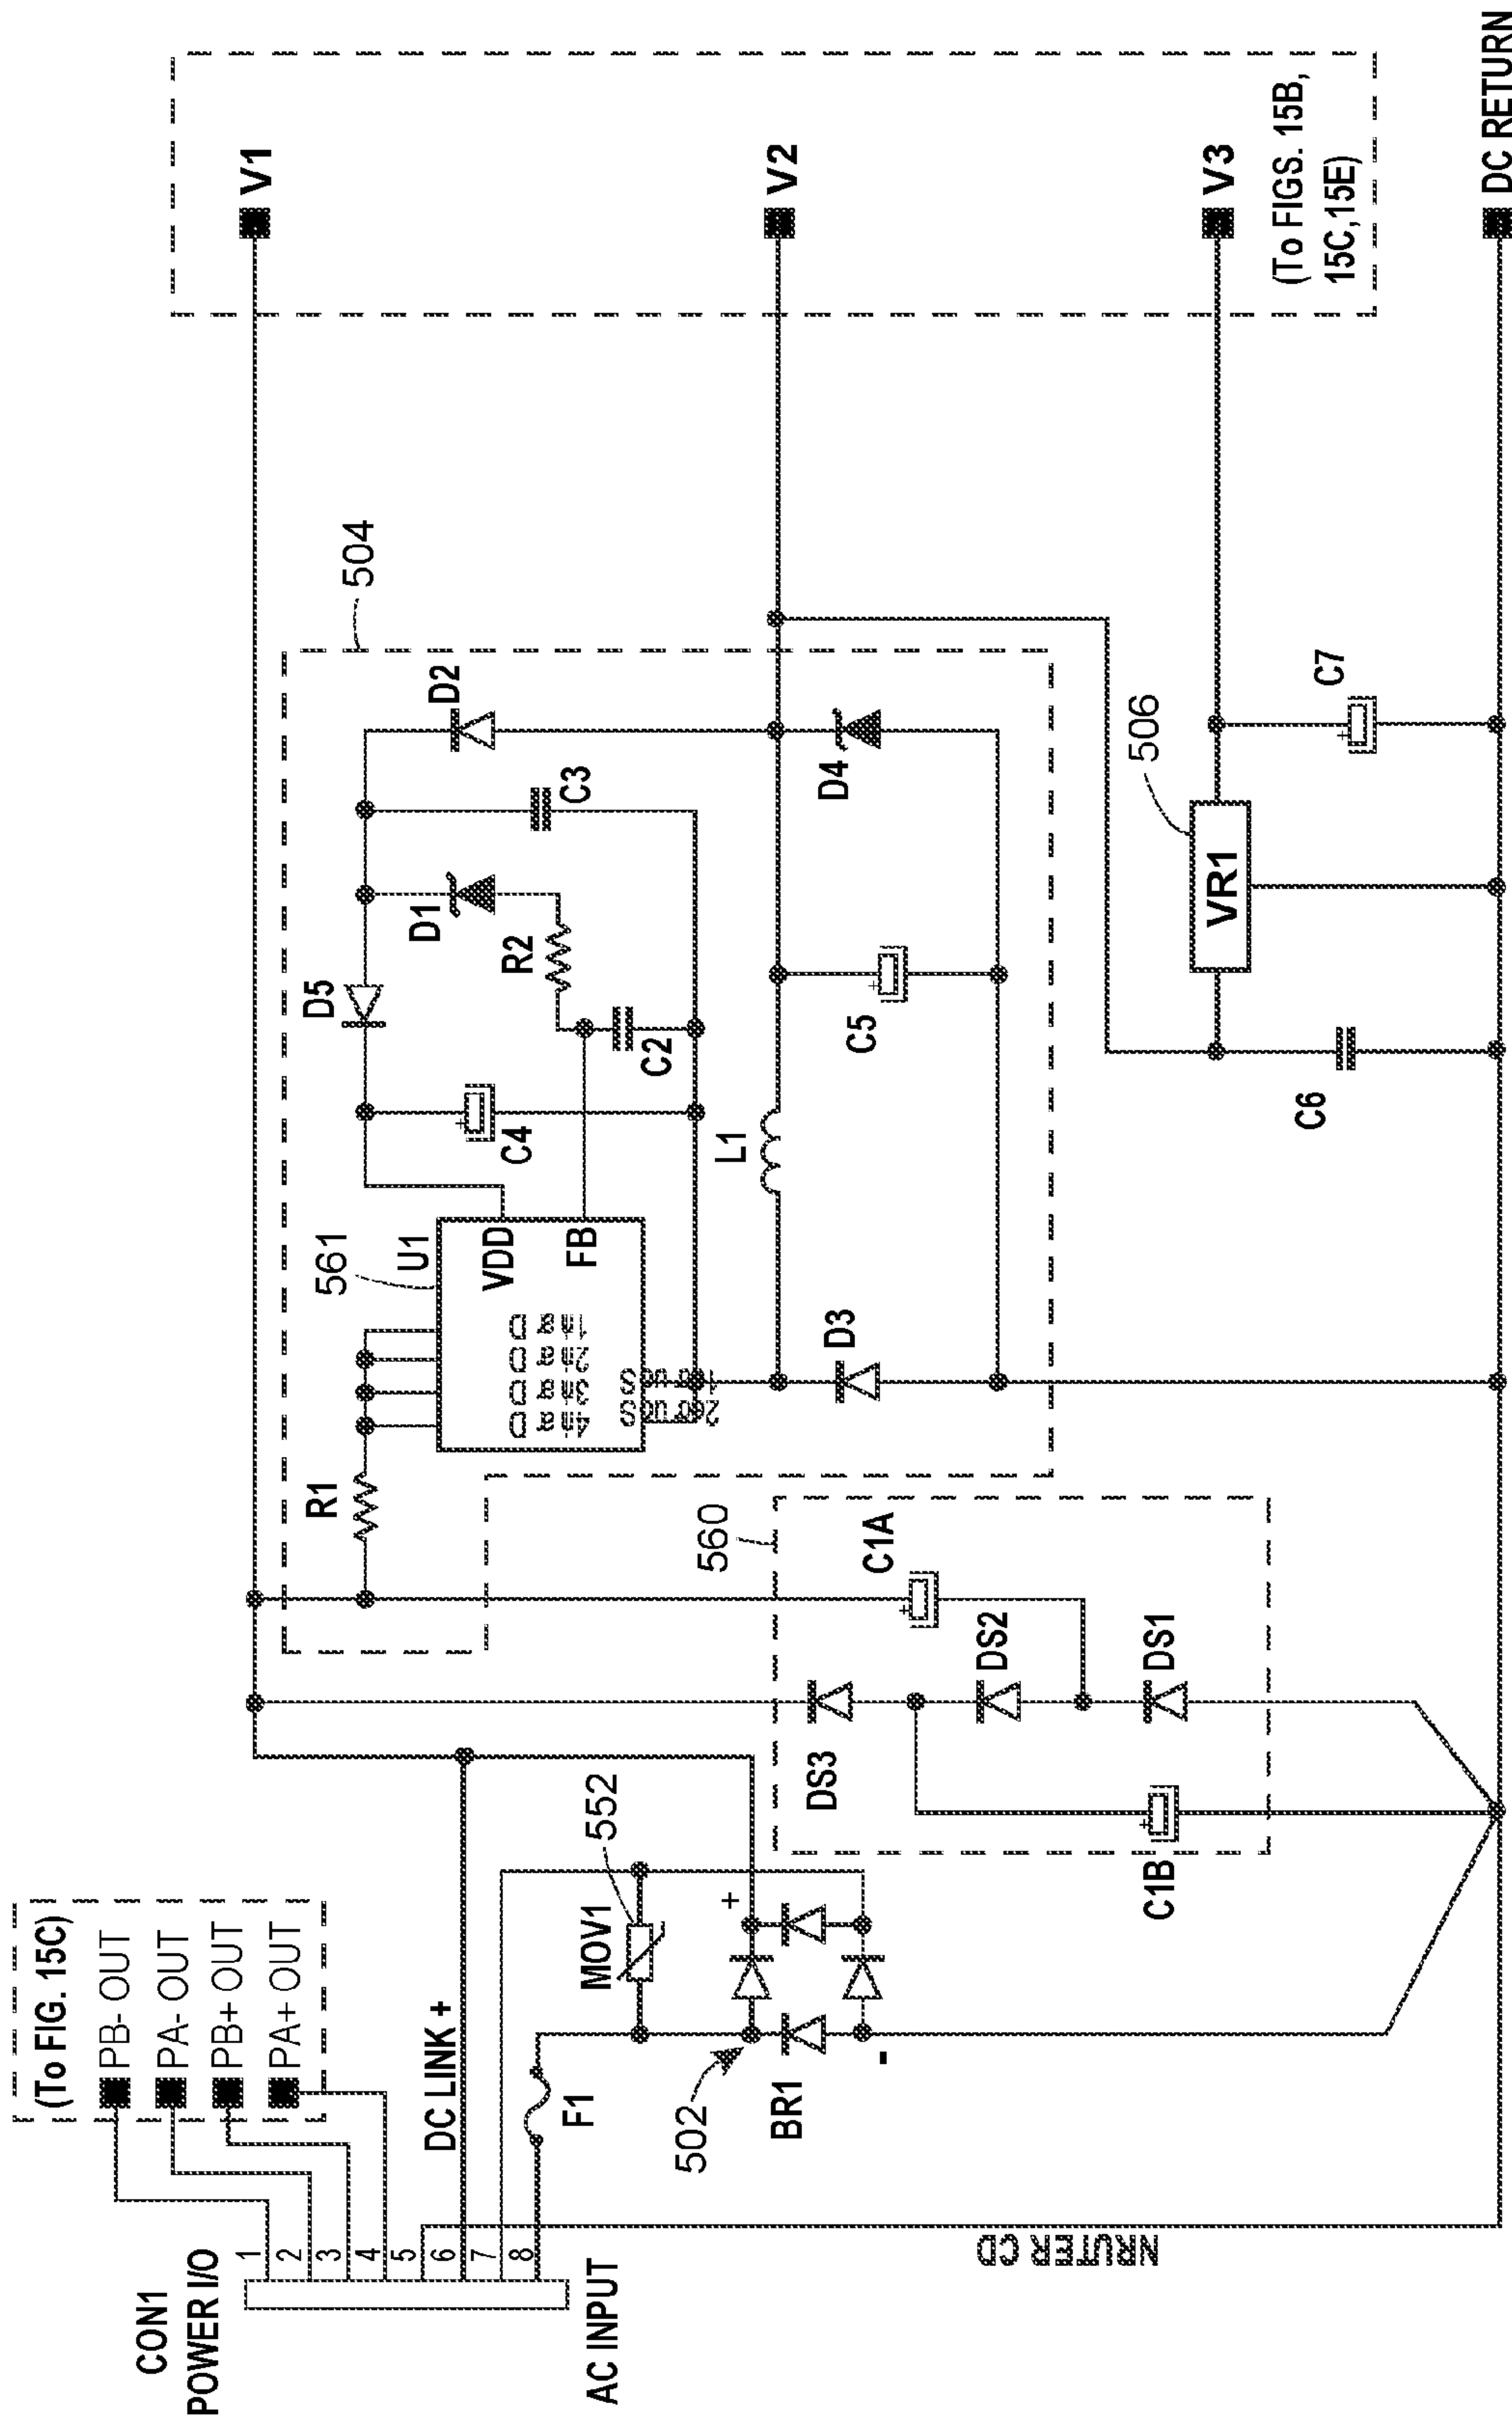 CON1
POWER I/O
1
2
3
4
5
6
7
8
AC INPUT
(To FIG. 15C)
PB- OUT
PA- OUT
PB+ OUT
PA+ OUT
DC LINK +
F1
MOV1
552
502
BR1
+
-
NRUTER CD
560
DS3
DS2
DS1
C1A
C1B
R1
561
U1
VDD
FB
504
D5
D1
D2
R2
C2
C3
C4
L1
D3
C5
D4
506
VR1
C6
C7
V1
V2
V3
(To FIGS. 15B,
15C,15E)
DC RETURN